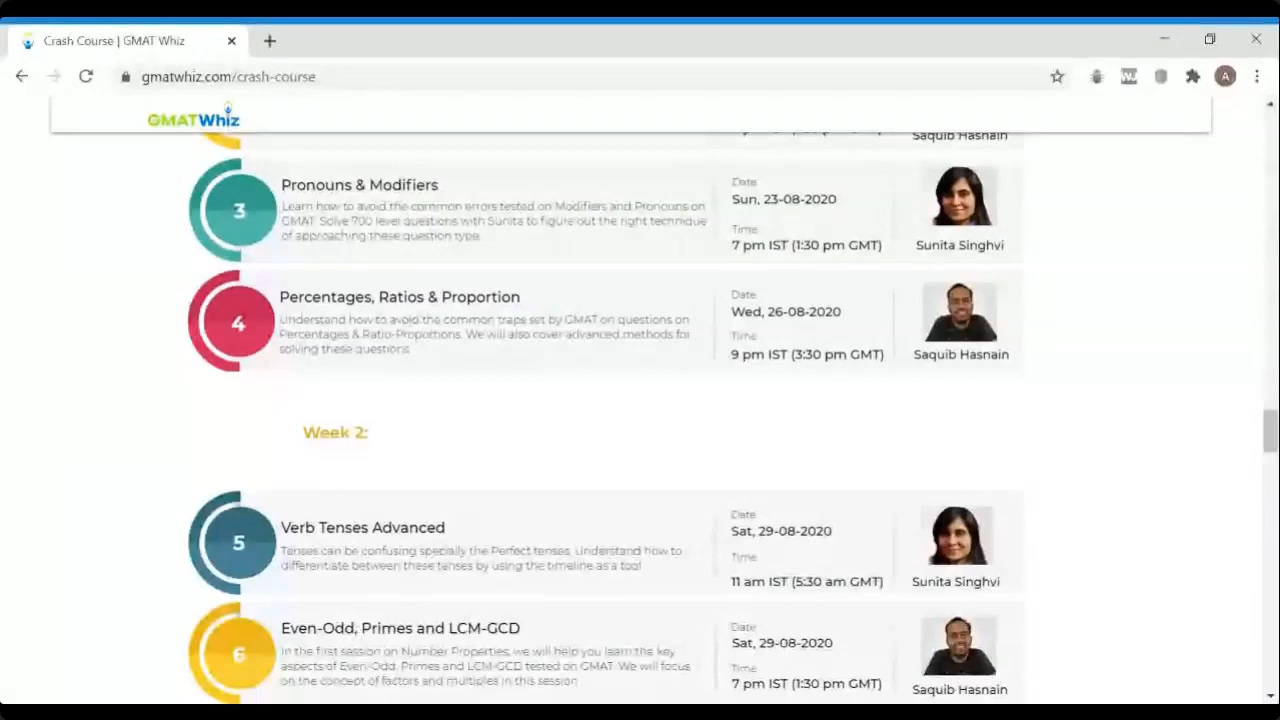 Crash Course | GMAT Whiz
gmatwhiz.com/crash-course
A
GMATWhiz
Saquib Hasnain
3
Pronouns & Modifiers
Learn how to avoid the common errors tested on Modifiers and Pronouns on
GMAT. Solve 700 level questions with Sunita to figure out the right technique
of approaching these question type.
Date
Sun, 23-08-2020
Time
7 pm IST (1:30 pm GMT)
Sunita Singhvi
4
Percentages, Ratios & Proportion
Understand how to avoid the common traps set by GMAT on questions on
Percentages & Ratio-Proportions. We will also cover advanced methods for
solving these questions
Date
Wed, 26-08-2020
Time
9 pm IST (3:30 pm GMT)
Saquib Hasnain
Week 2:
5
Verb Tenses Advanced
Tenses can be confusing specially the Perfect tenses. Understand how to
differentiate between these tenses by using the timeline as a tool
Date
Sat, 29-08-2020
Time
11 am IST (5:30 am GMT)
Sunita Singhvi
6
Even-Odd, Primes and LCM-GCD
In the first session on Number Properties, we will help you learn the key
aspects of Even-Odd, Primes and LCM-GCD tested on GMAT. We will focus
on the concept of factors and multiples in this session
Date
Sat, 29-08-2020
Time
7 pm IST (1:30 pm GMT)
Saquib Hasnain